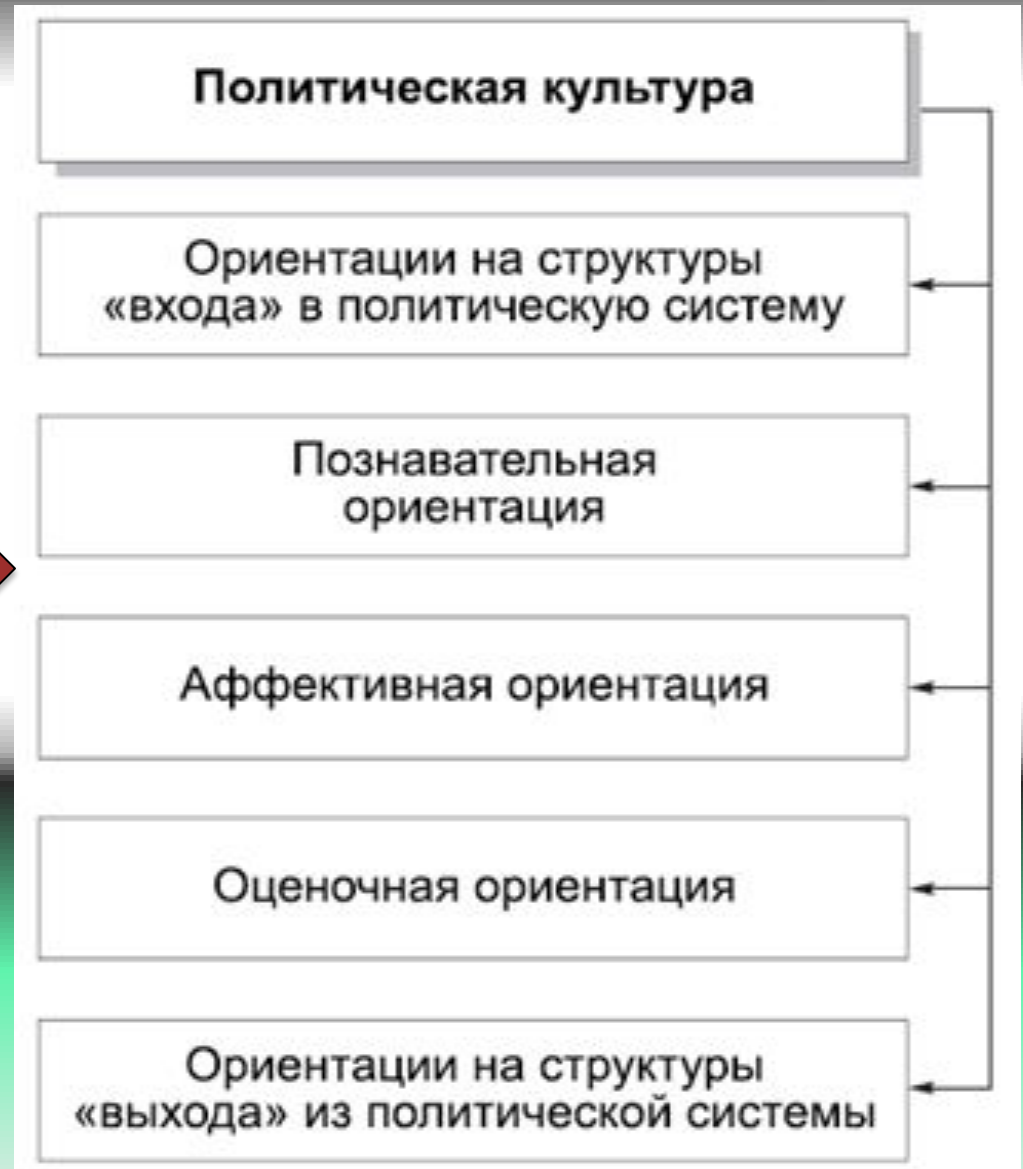 Политическая культура
Ориентации на структуры
«входа» в политическую систему
Познавательная
ориентация
Аффективная ориентация
Оценочная ориентация
Ориентации на структуры
«выхода» из политической системы